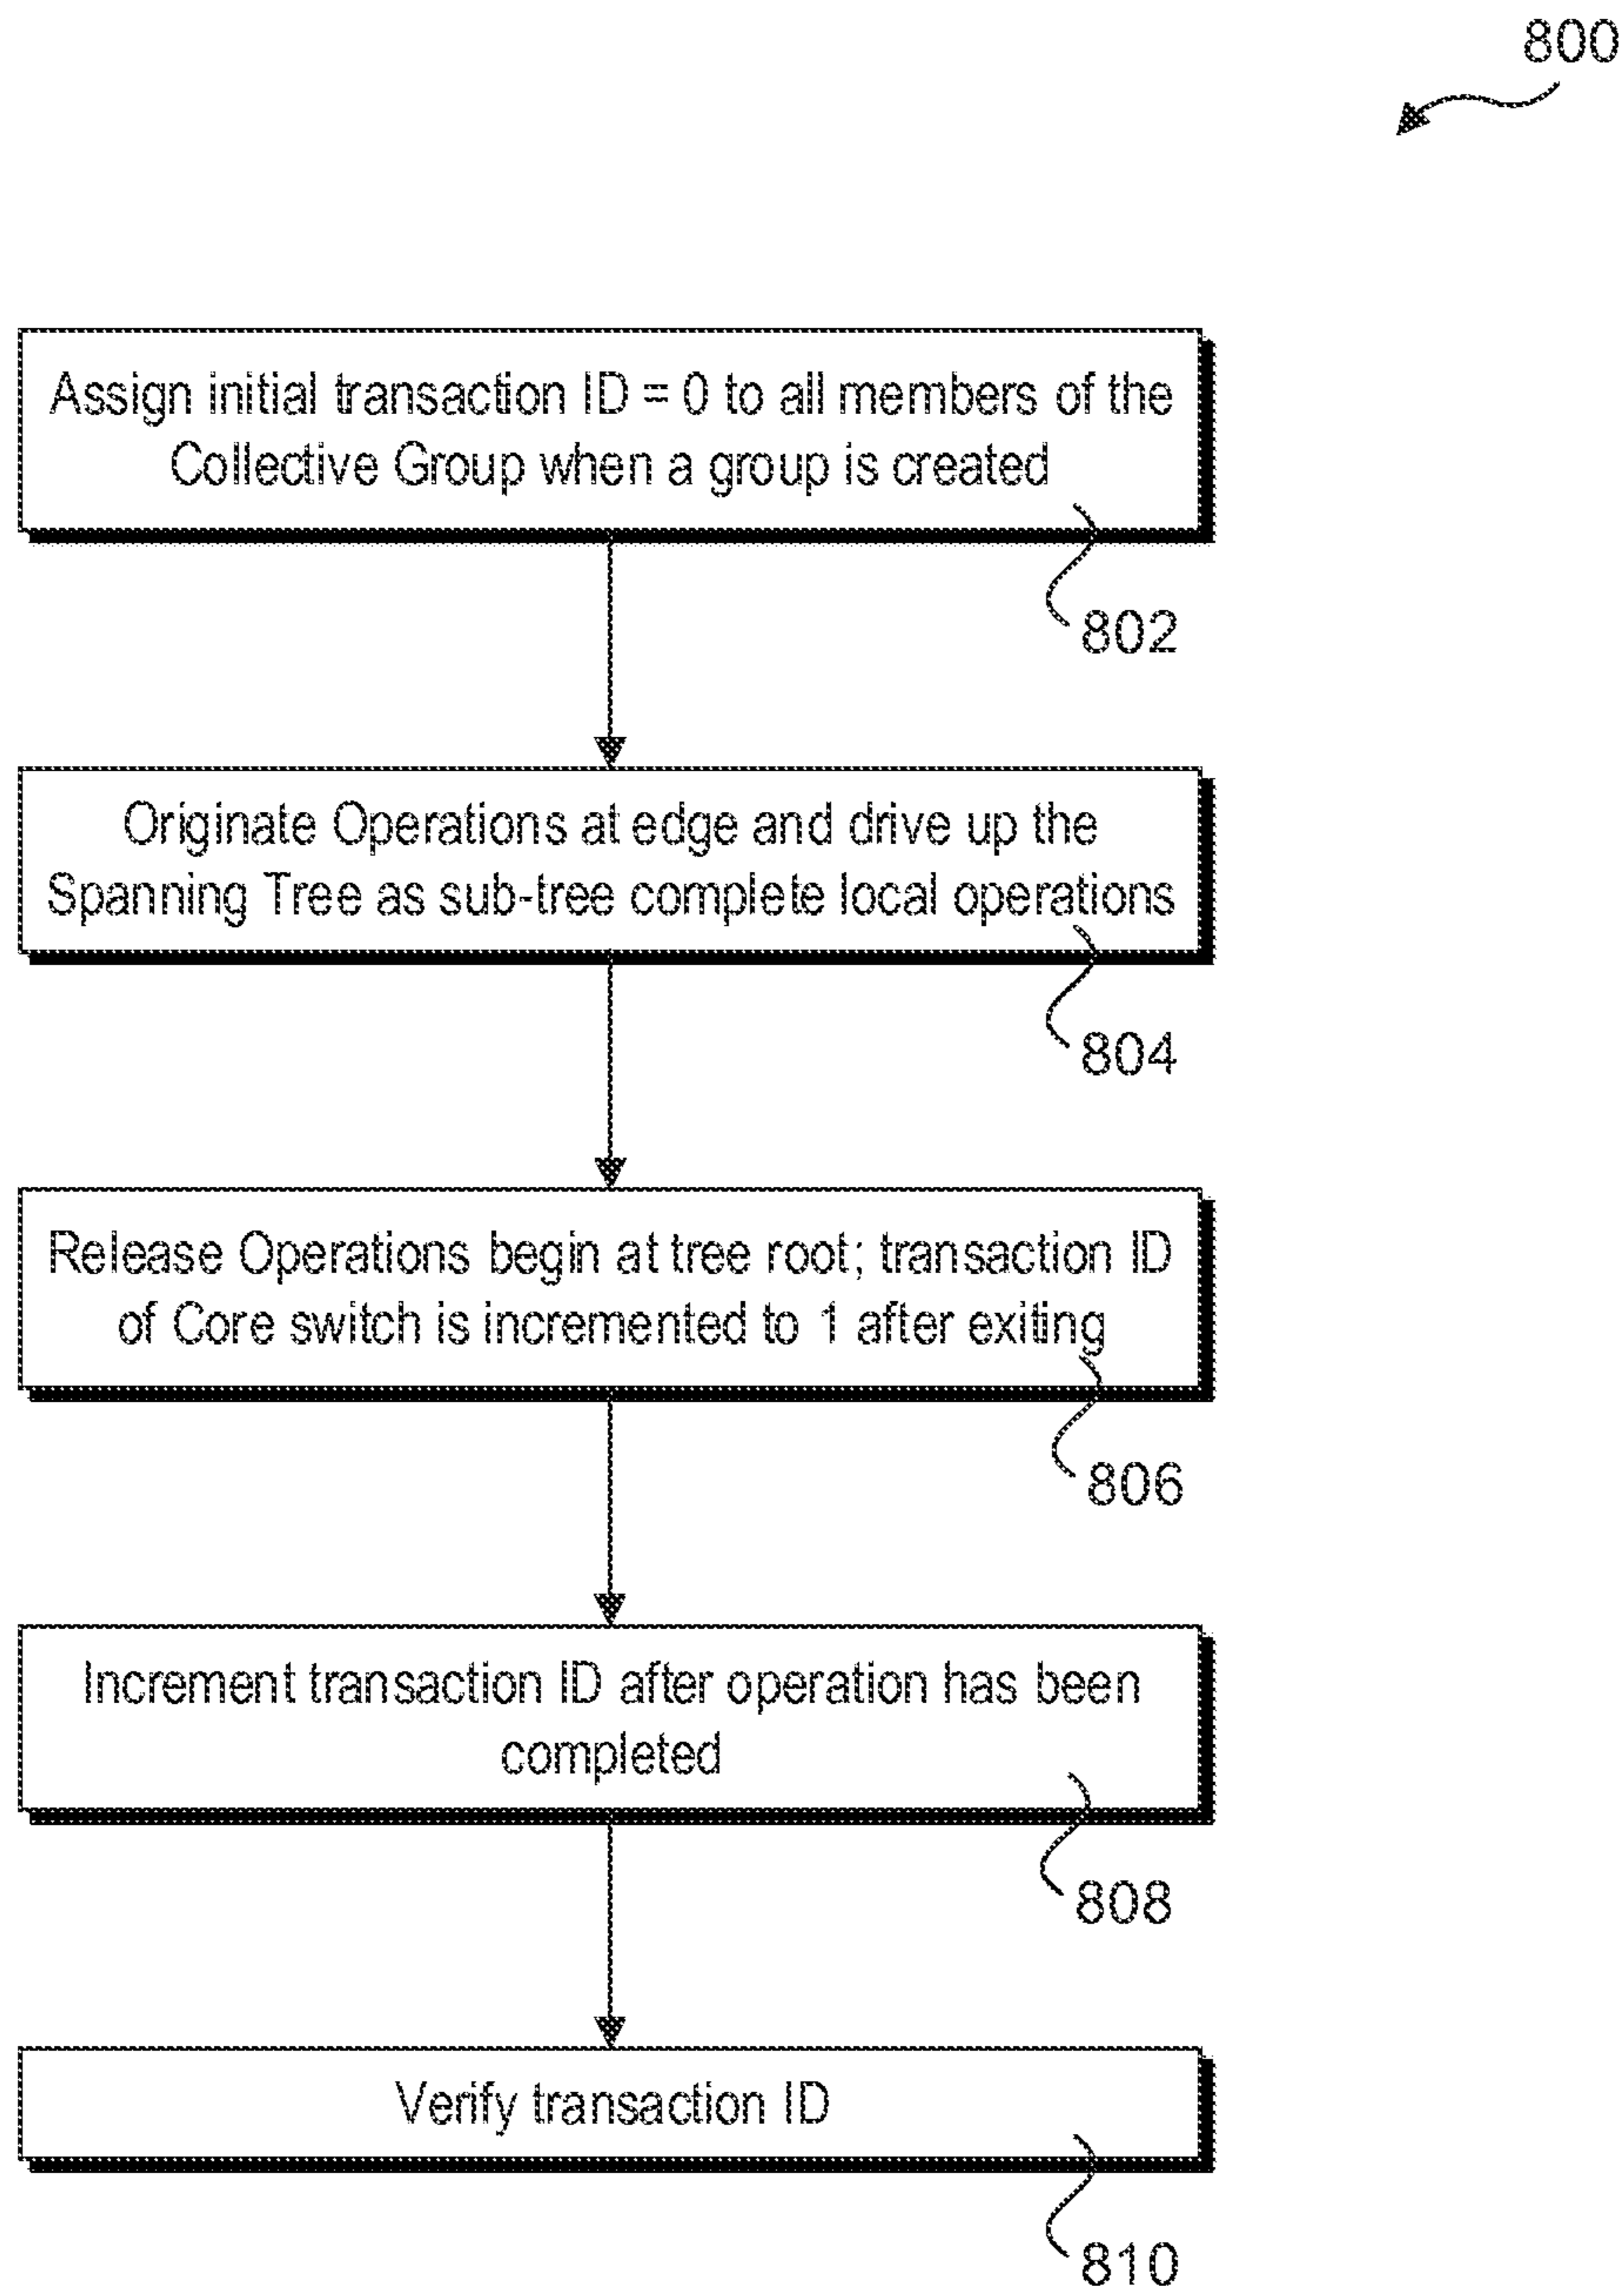 800
Assign initial transaction ID = 0 to all members of the
Collective Group when a group is created
802
Originate Operations at edge and drive up the
Spanning Tree as sub-tree complete local operations
804
Release Operations begin at tree root; transaction ID
of Core switch is incremented to 1 after exiting
806
Increment transaction ID after operation has been
completed
808
Verify transaction ID
810